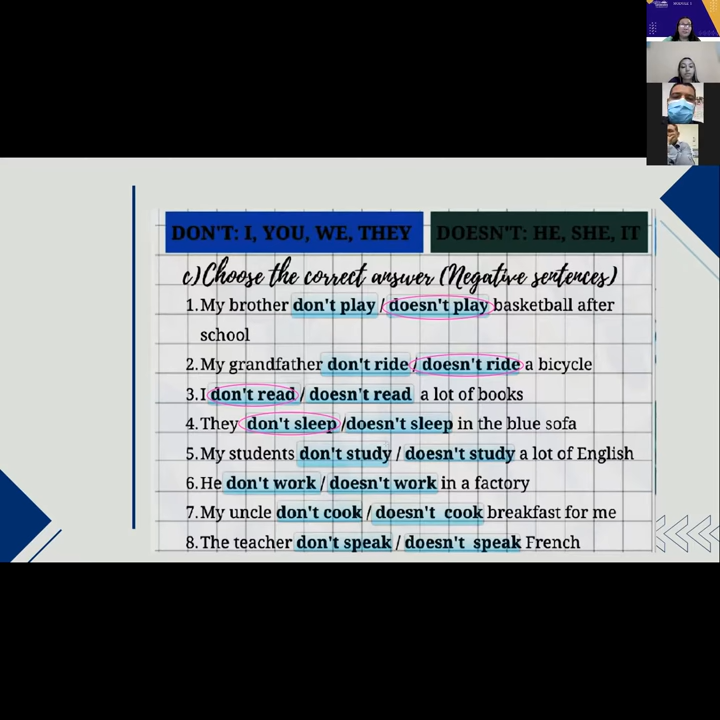 DON'T: I, YOU, WE, THEY
DOESN'T: HE, SHE, IT
c)Choose the correct answer (Negative sentences)
1.My brother don't play / doesn't play basketball after
school
2.My grandfather don't ride / doesn't ride a bicycle
3.I don't read / doesn't read a lot of books
4.They don't sleep /doesn't sleep in the blue sofa
5.My students don't study / doesn't study a lot of English
6.He don't work / doesn't work in a factory
7.My uncle don't cook / doesn't cook breakfast for me
8.The teacher don't speak / doesn't speak French